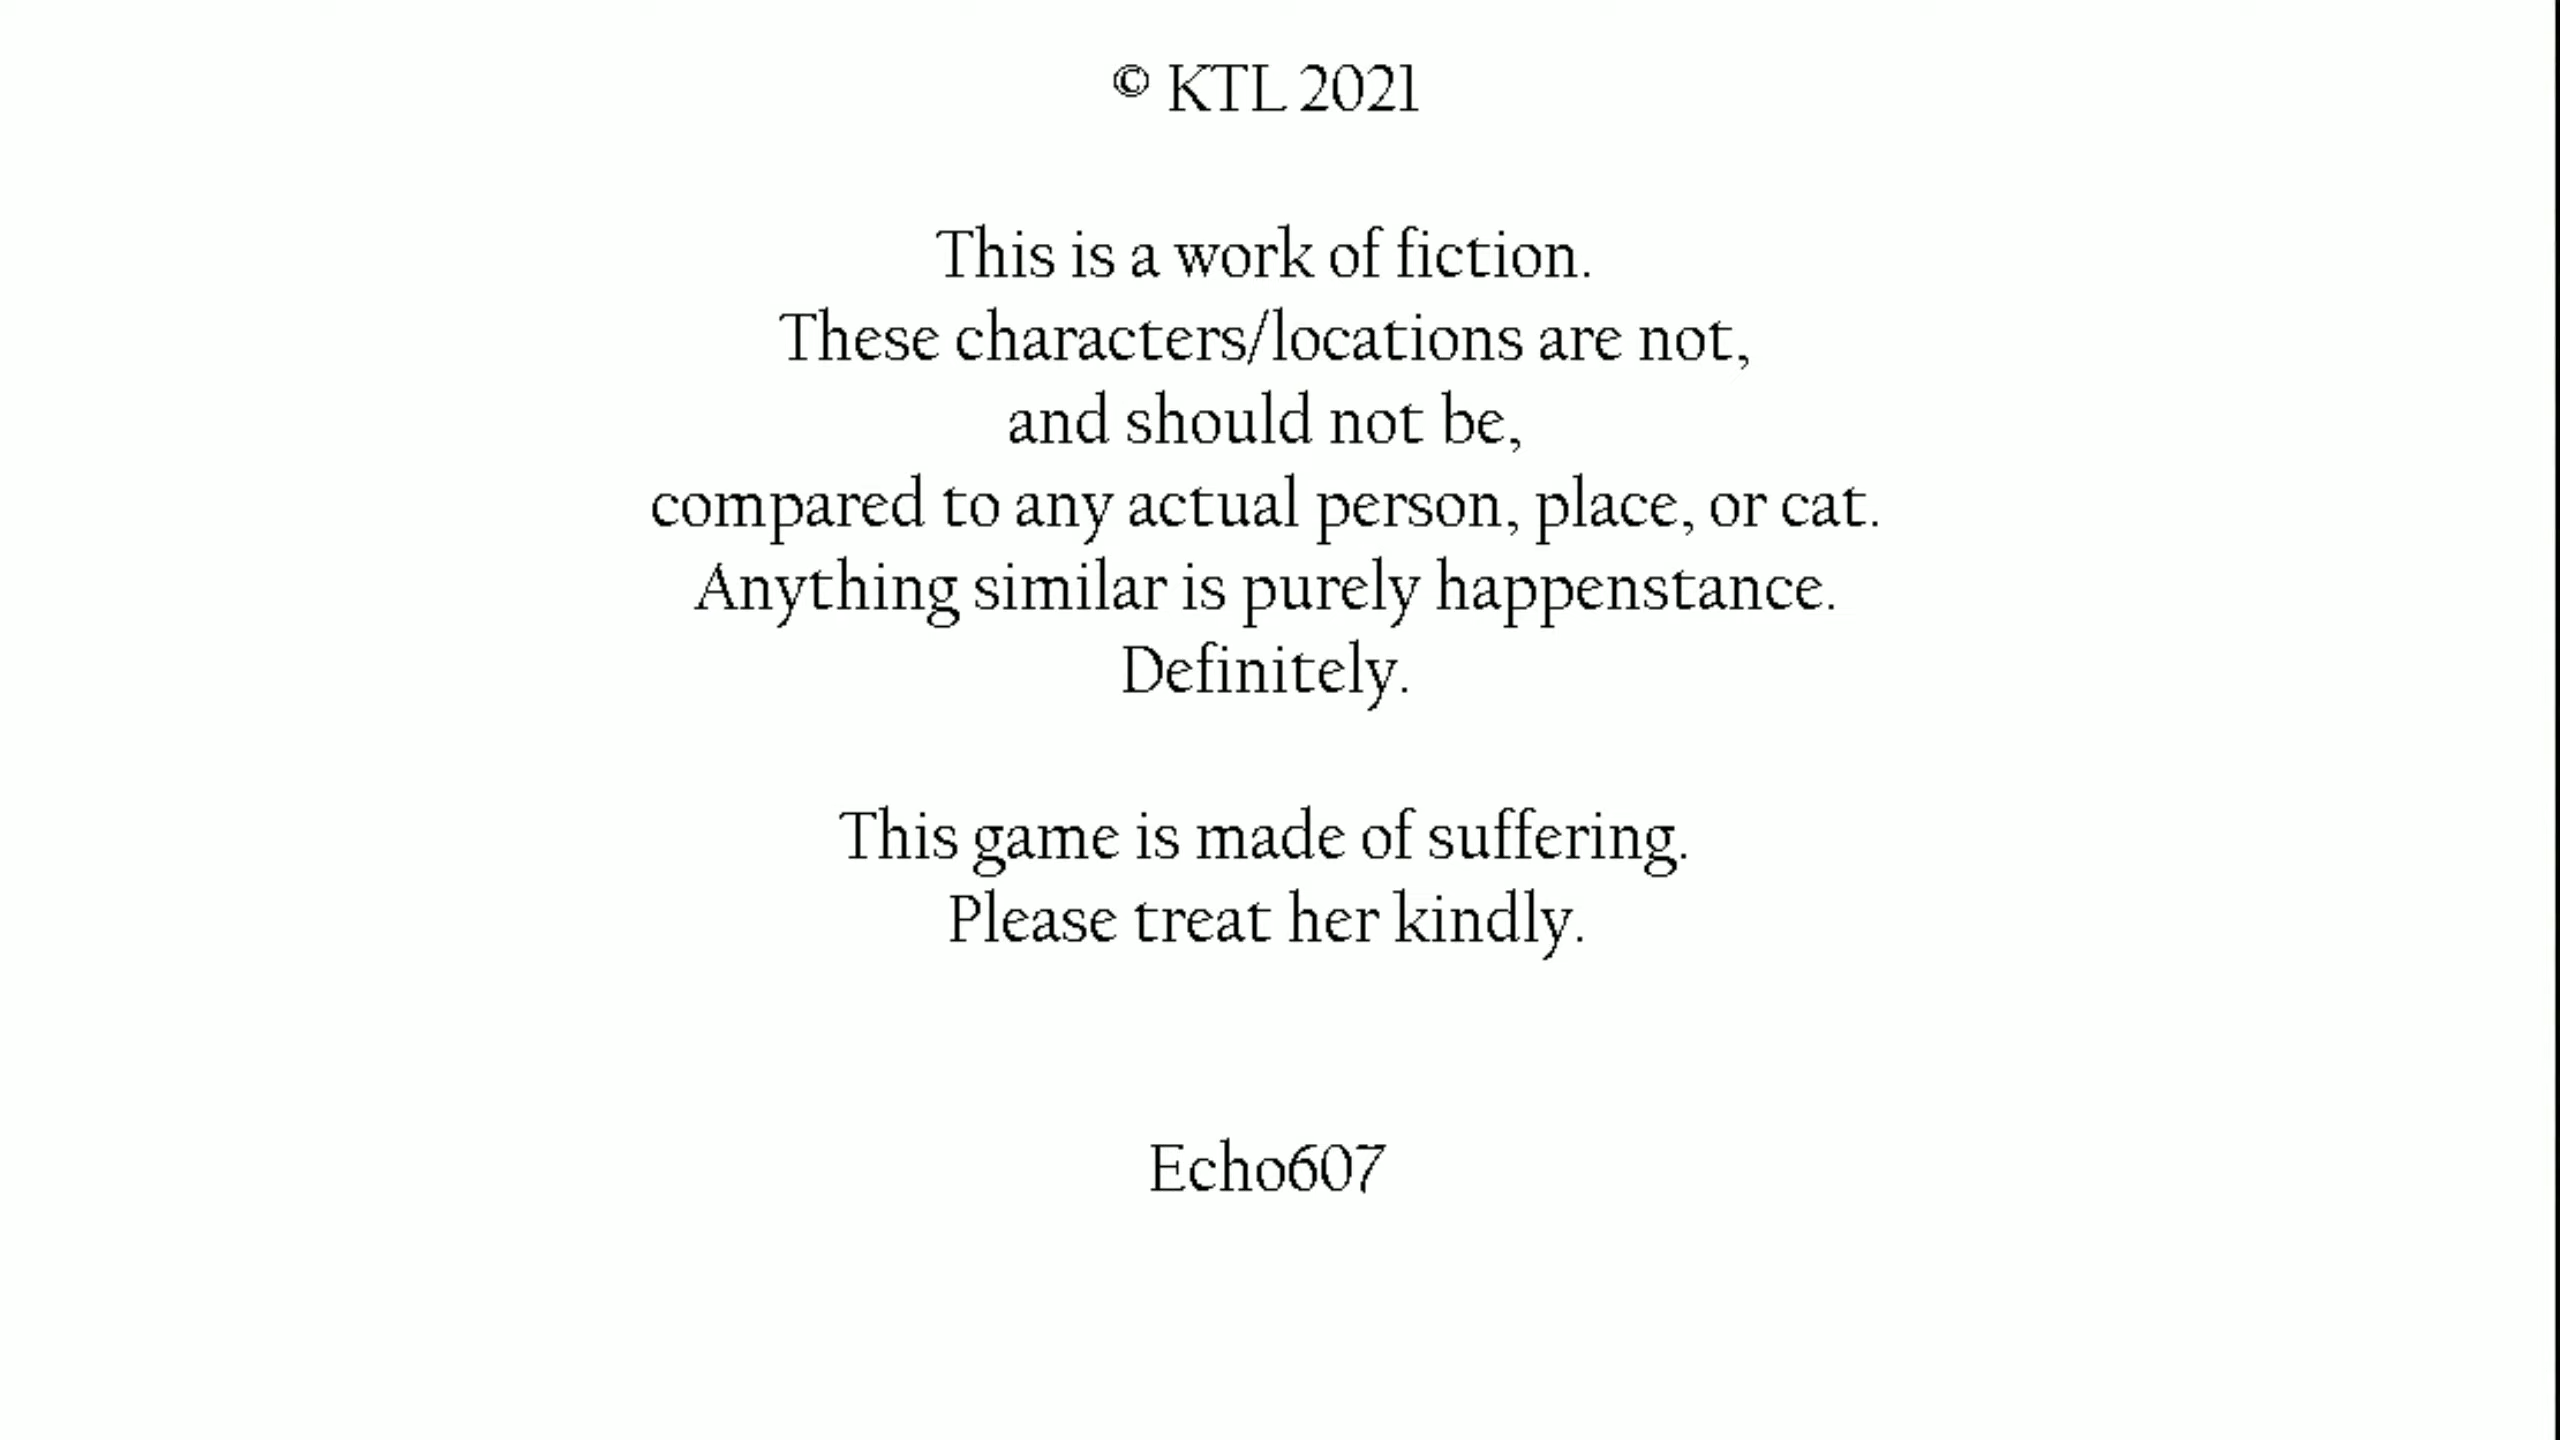 © KTL 2021
This is a work of fiction.
These characters/locations are not,
and should not be,
compared to any actual person, place, or cat.
Anything similar is purely happenstance.
Definitely.
This game is made of suffering.
Please treat her kindly.
Echo607